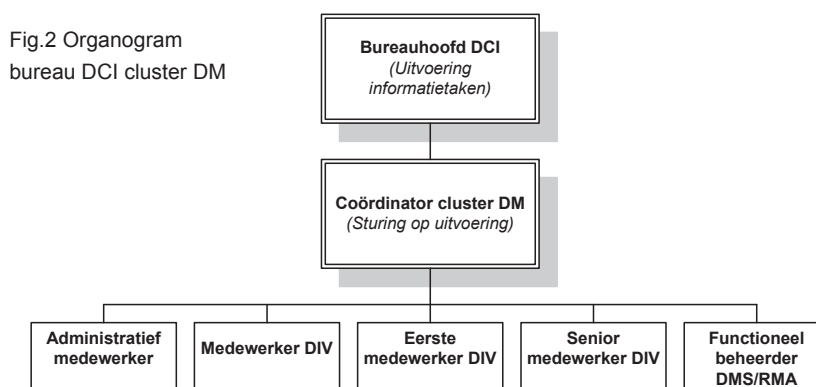 Fig.2 Organogram
bureau DCI cluster DM
Bureauhoofd DCI
(Uitvoering
informatietaken)
Coördinator cluster DM
(Sturing op uitvoering)
Administratief
medewerker
Medewerker DIV
Eerste
medewerker DIV
Senior
medewerker DIV
Functioneel
beheerder
DMS/RMA